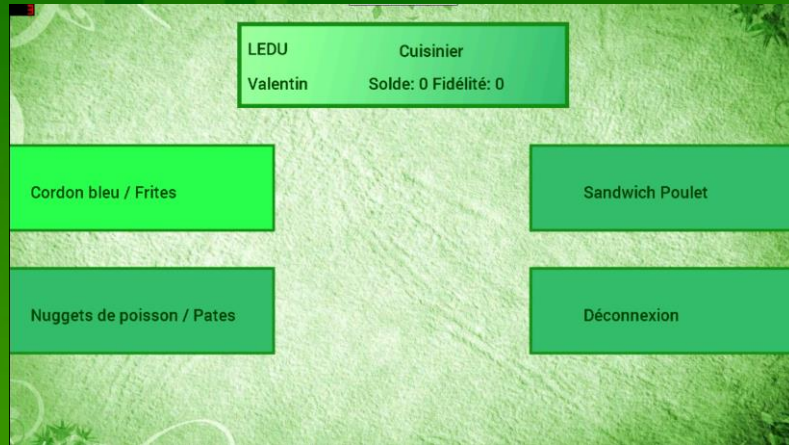 LEDU Cuisinier
Valentin Solde: 0 Fidélité: 0
Cordon bleu / Frites
Sandwich Poulet
Nuggets de poisson / Pates
Déconnexion